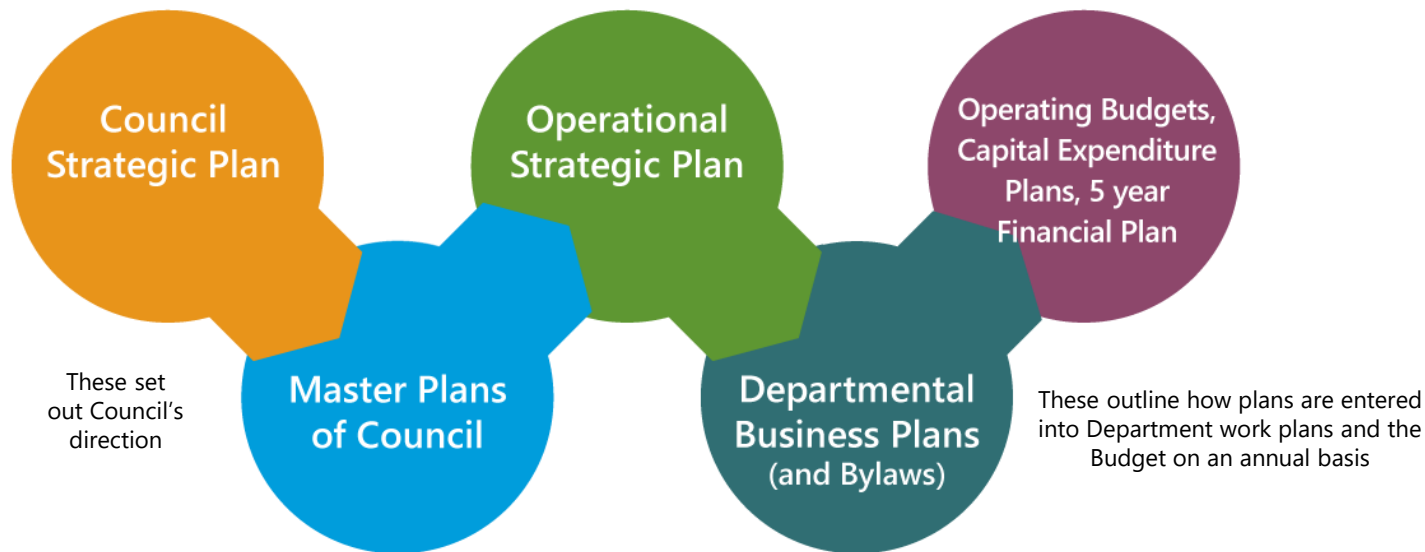 Council
Strategic Plan
Operational
Strategic Plan
Operating Budgets,
Capital Expenditure
Plans, 5 year
Financial Plan
These set
out Council's
direction
Master Plans
of Council
Departmental
Business Plans
(and Bylaws)
These outline how plans are entered
into Department work plans and the
Budget on an annual basis